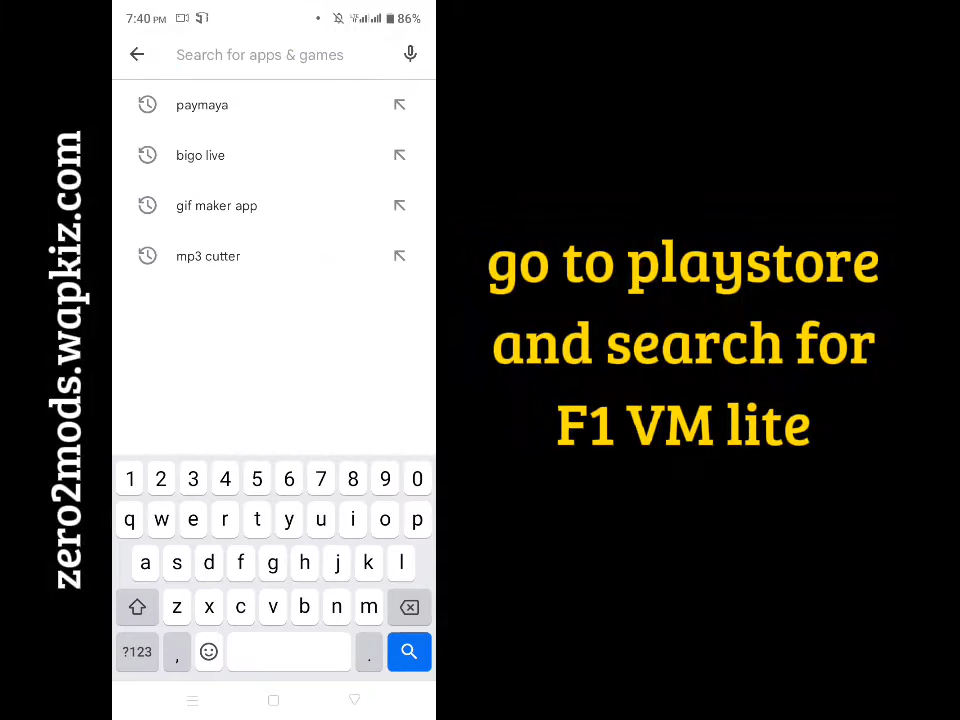 zero2mods.wapkiz.com
7:40 PM
86%
Search for apps & games
paymaya
bigo live
gif maker app
mp3 cutter
1 2 3 4 5 6 7 8 9 0
q w e r t y u i o p
a s d f g h j k l
z x c v b n m
?123 , .
go to playstore
and search for
F1 VM lite